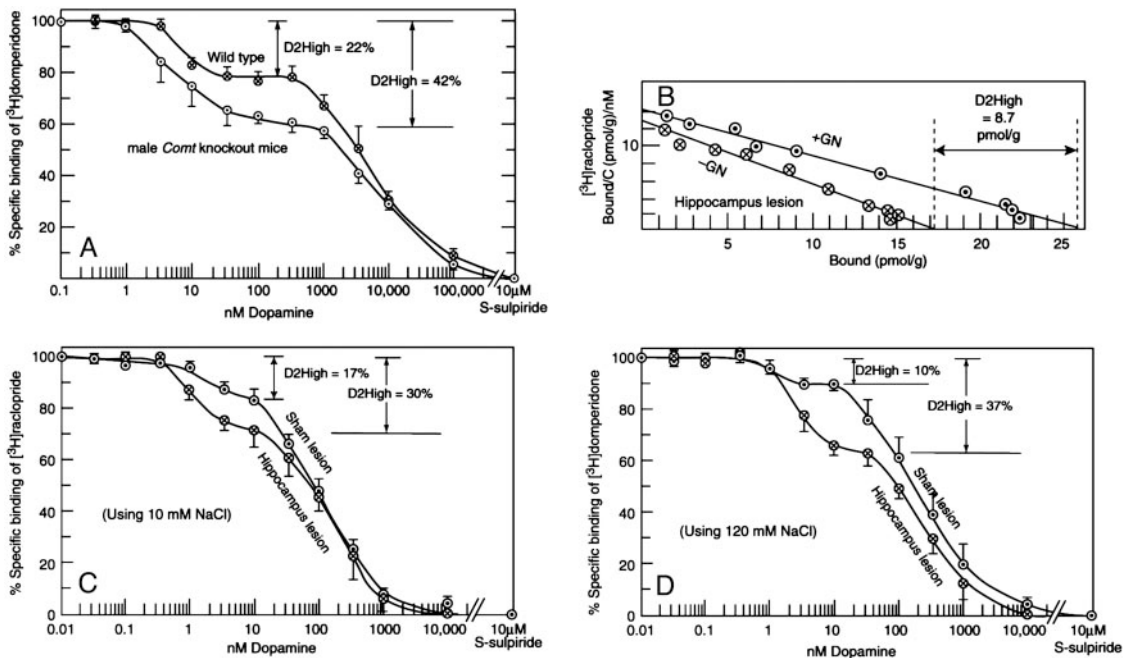 100
80
60
40
20
% Specific binding of [³H]domperidone
Wild type
D2High = 22%
D2High = 42%
male Comt knockout mice
A
0.1
1
10
100
1000
10,000
100,000
10µM
S-sulpiride
nM Dopamine
B
D2High
= 8.7
pmol/g
[³H]raclopride
Bound/C (pmol/g)/nM
10
+GN
–GN
Hippocampus lesion
5
10
15
20
25
Bound (pmol/g)
100
80
60
40
20
0
% Specific binding of [³H]raclopride
D2High = 17%
D2High = 30%
Sham lesion
Hippocampus lesion
(Using 10 mM NaCl)
C
0.01
0.1
1
10
100
1000
10,000
10µM
S-sulpiride
nM Dopamine
100
80
60
40
20
0
% Specific binding of [³H]domperidone
D2High = 10%
D2High = 37%
Sham lesion
Hippocampus lesion
(Using 120 mM NaCl)
D
0.01
0.1
1
10
100
1000
10,000
10µM
S-sulpiride
nM Dopamine